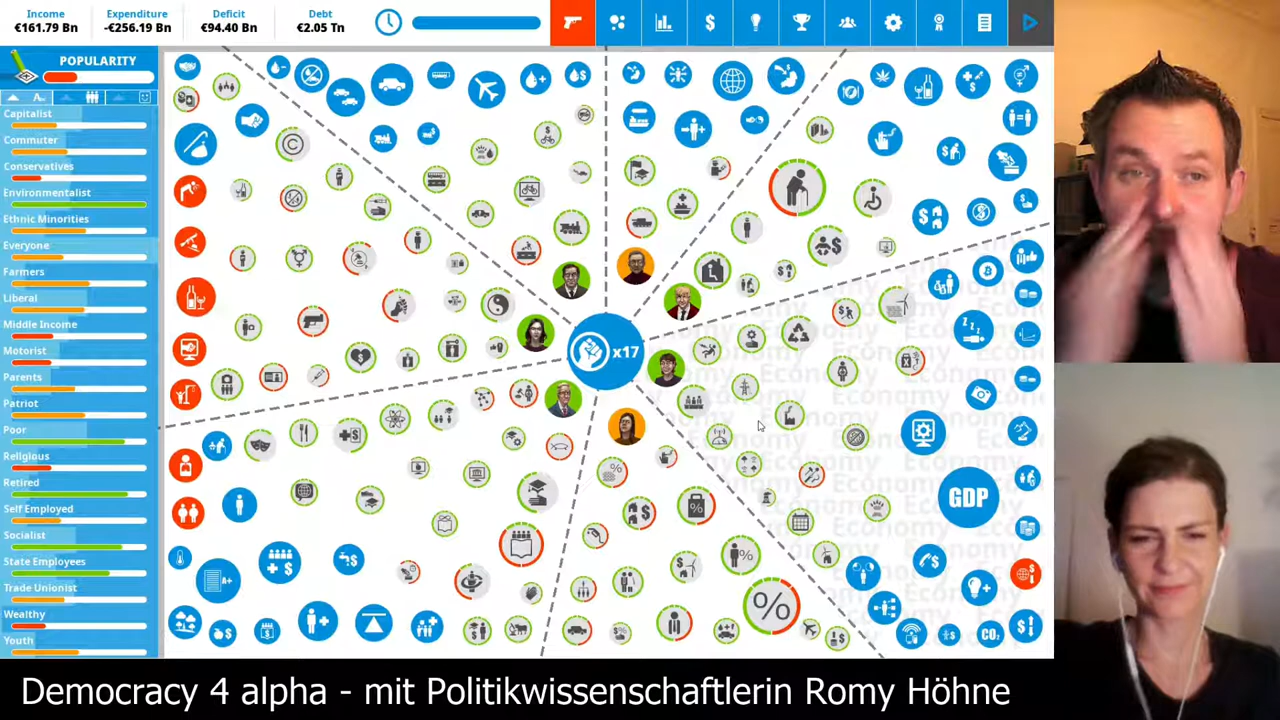 Income
€161.79 Bn
Expenditure
-€256.19 Bn
Deficit
€94.40 Bn
Debt
€2.05 Tn
POPULARITY
Capitalist
Commuter
Conservatives
Environmentalist
Ethnic Minorities
Everyone
Farmers
Liberal
Middle Income
Motorist
Parents
Patriot
Poor
Religious
Retired
Self Employed
Socialist
State Employees
Trade Unionist
Wealthy
Youth
x17
GDP
CO2
Economy
Democracy 4 alpha - mit Politikwissenschaftlerin Romy Höhne